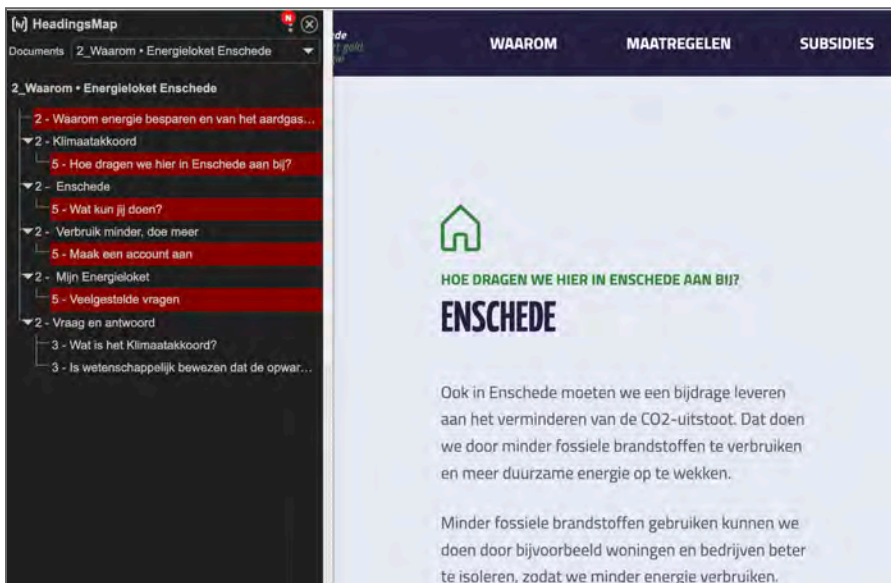 [h] HeadingsMap
N
Documents 2_Waarom • Energieloket Enschede
2_Waarom • Energieloket Enschede
2 - Waarom energie besparen en van het aardgas...
2 - Klimaatakkoord
5 - Hoe dragen we hier in Enschede aan bij?
2 - Enschede
5 - Wat kun jij doen?
2 - Verbruik minder, doe meer
5 - Maak een account aan
2 - Mijn Energieloket
5 - Veelgestelde vragen
2 - Vraag en antwoord
3 - Wat is het Klimaatakkoord?
3 - Is wetenschappelijk bewezen dat de opwar...
WAAROM MAATREGELEN SUBSIDIES
HOE DRAGEN WE HIER IN ENSCHEDE AAN BIJ?
ENSCHEDE
Ook in Enschede moeten we een bijdrage leveren
aan het verminderen van de CO2-uitstoot. Dat doen
we door minder fossiele brandstoffen te verbruiken
en meer duurzame energie op te wekken.
Minder fossiele brandstoffen gebruiken kunnen we
doen door bijvoorbeeld woningen en bedrijven beter
te isoleren, zodat we minder energie verbruiken.